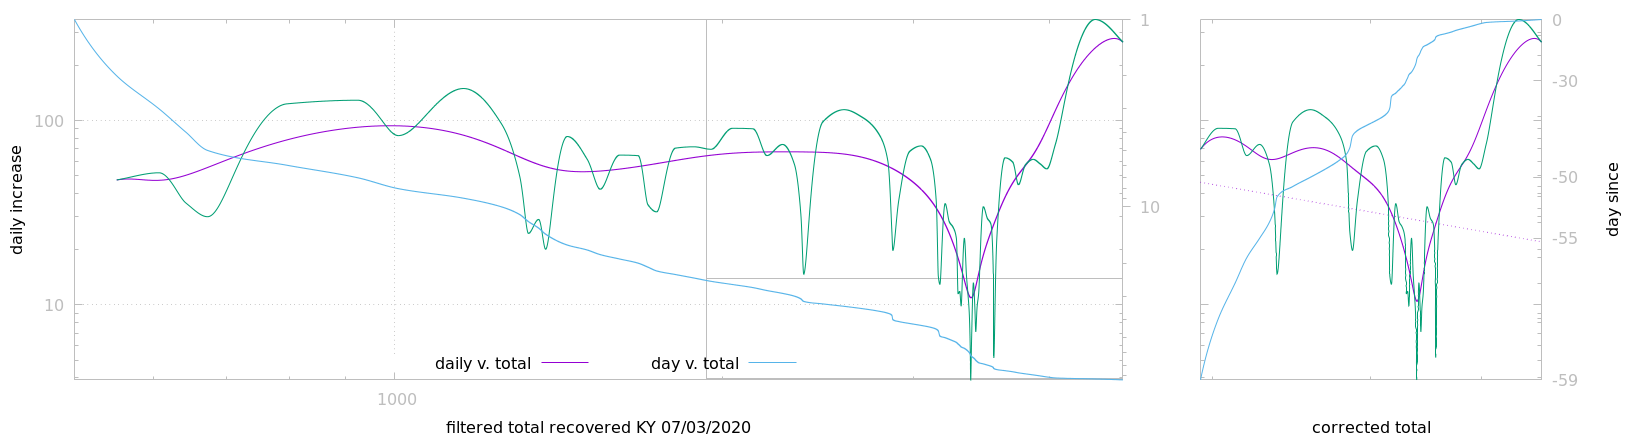 1
0
-30
100
daily increase
-50
day since
10
-55
10
daily v. total
day v. total
-59
1000
filtered total recovered KY 07/03/2020
corrected total